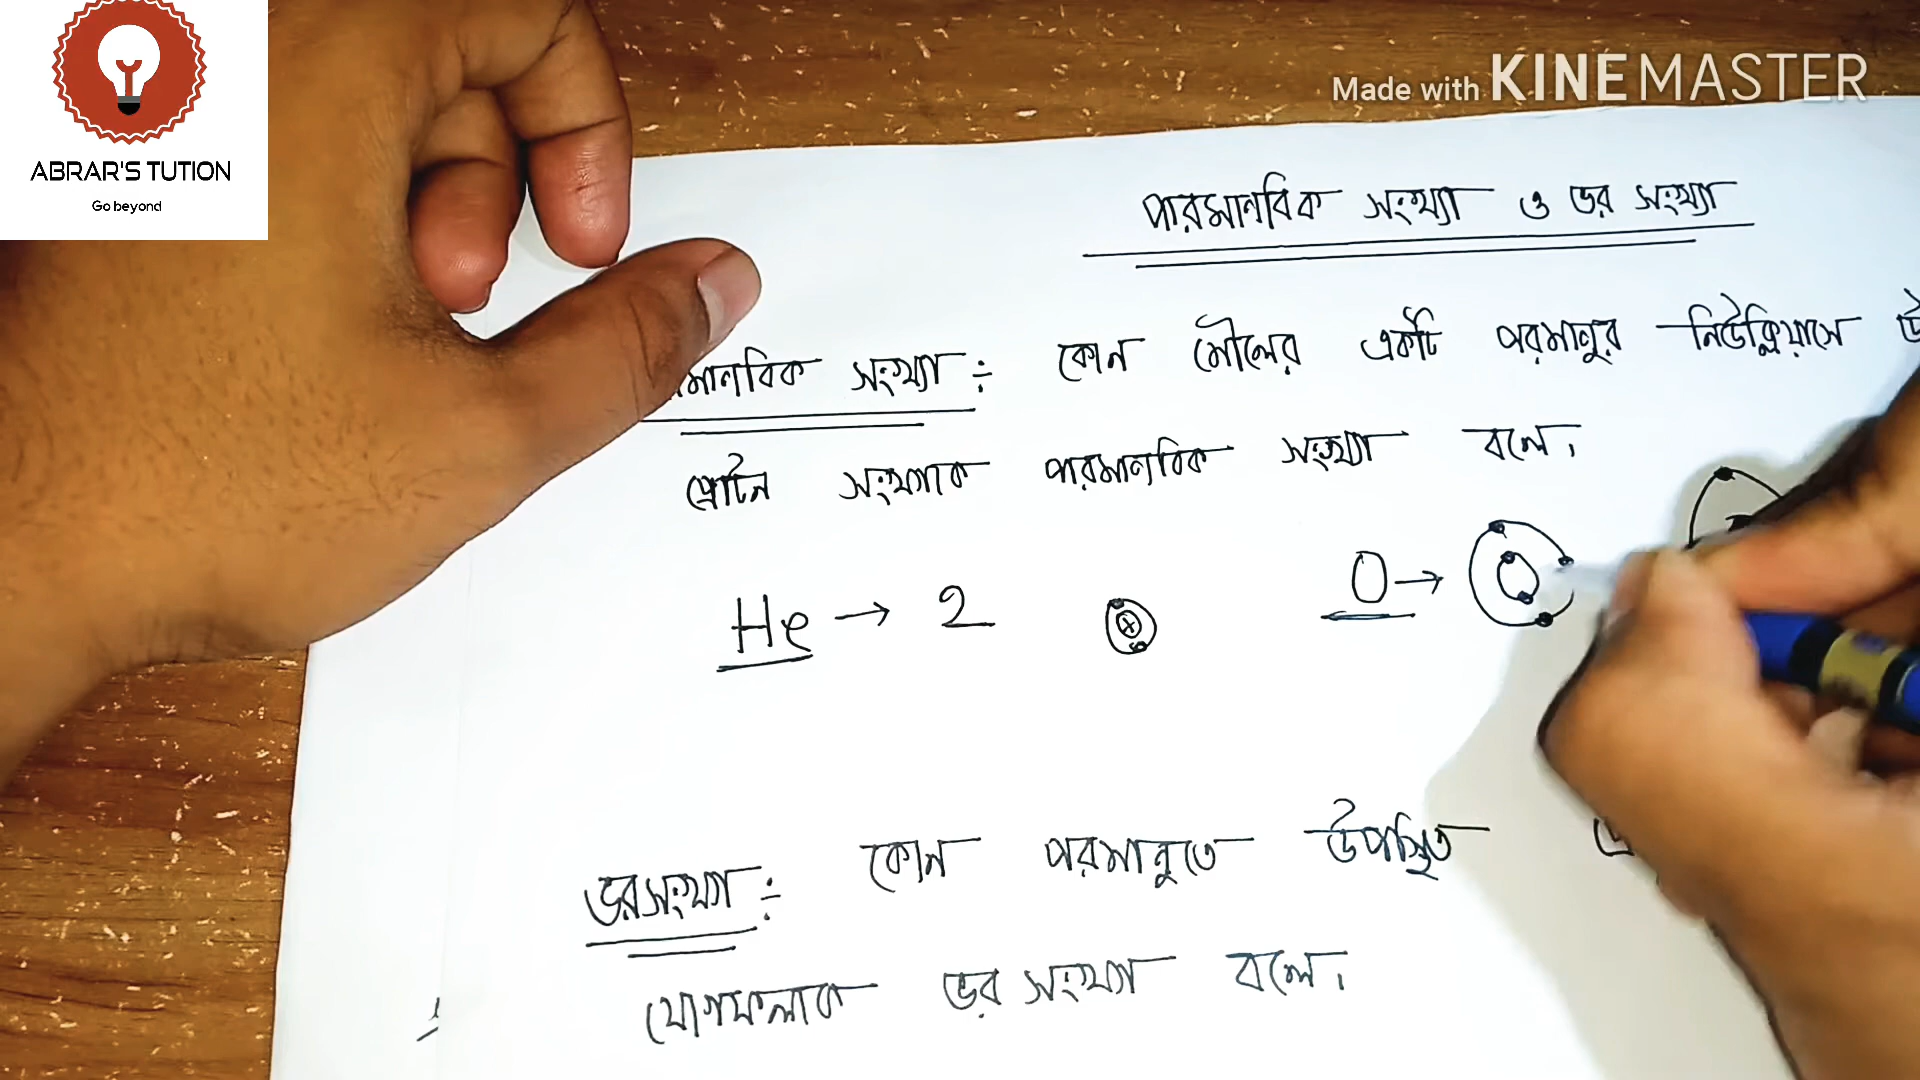 ABRAR'S TUTION
Go beyond
Made with KINEMASTER
পারমানবিক সংখ্যা ও ভর সংখ্যা
মানবিক সংখ্যা ÷ কোন মৌলের একটি পরমানুর নিউক্লিয়াসে উ
প্রোটন সংখ্যাকে পারমানবিক সংখ্যা বলে।
He → 2
O →
ভরসংখ্যা ÷ কোন পরমানুতে উপস্থিত
যোগফলকে ভর সংখ্যা বলে।